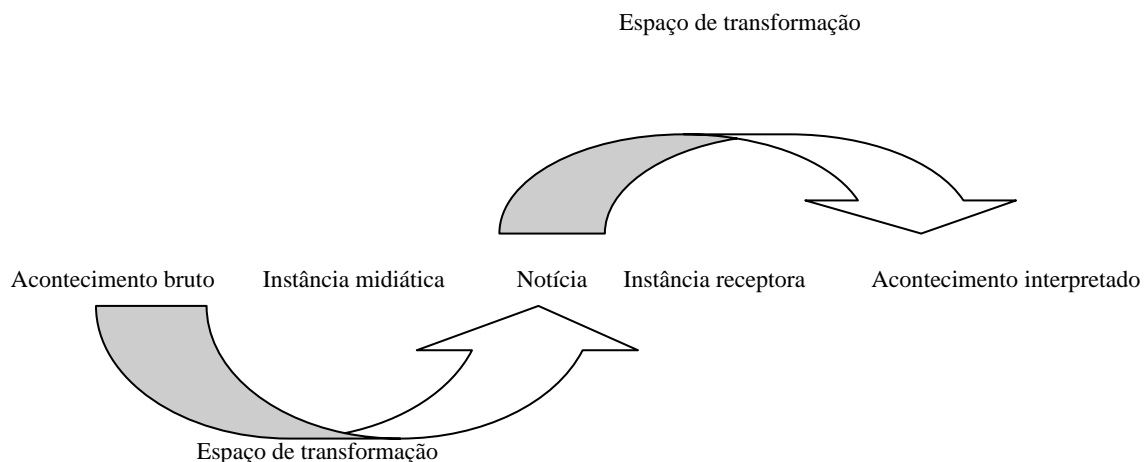 Espaço de transformação
Acontecimento bruto Instância midiática Notícia Instância receptora Acontecimento interpretado
Espaço de transformação